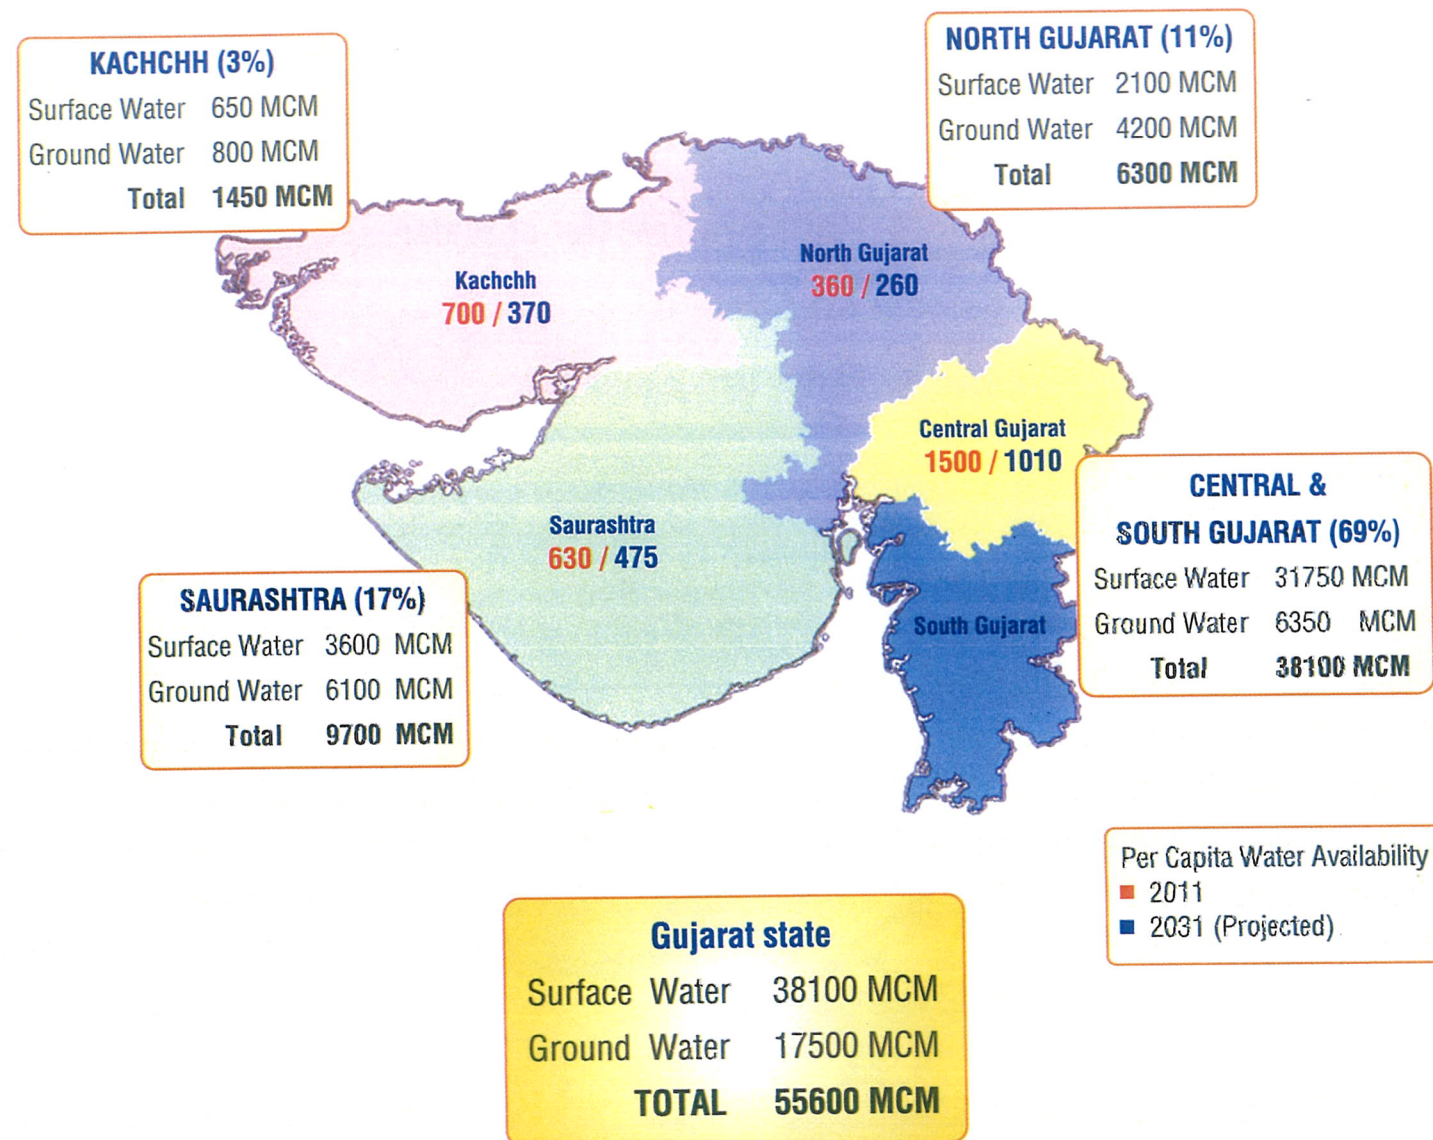 KACHCHH (3%)
Surface Water 650 MCM
Ground Water 800 MCM
Total 1450 MCM
NORTH GUJARAT (11%)
Surface Water 2100 MCM
Ground Water 4200 MCM
Total 6300 MCM
North Gujarat
360 / 260
Kachchh
700 / 370
Central Gujarat
1500 / 1010
CENTRAL &
SOUTH GUJARAT (69%)
Surface Water 31750 MCM
Ground Water 6350 MCM
Total 38100 MCM
Saurashtra
630 / 475
SAURASHTRA (17%)
Surface Water 3600 MCM
Ground Water 6100 MCM
Total 9700 MCM
South Gujarat
Per Capita Water Availability
2011
2031 (Projected)
Gujarat state
Surface Water 38100 MCM
Ground Water 17500 MCM
TOTAL 55600 MCM